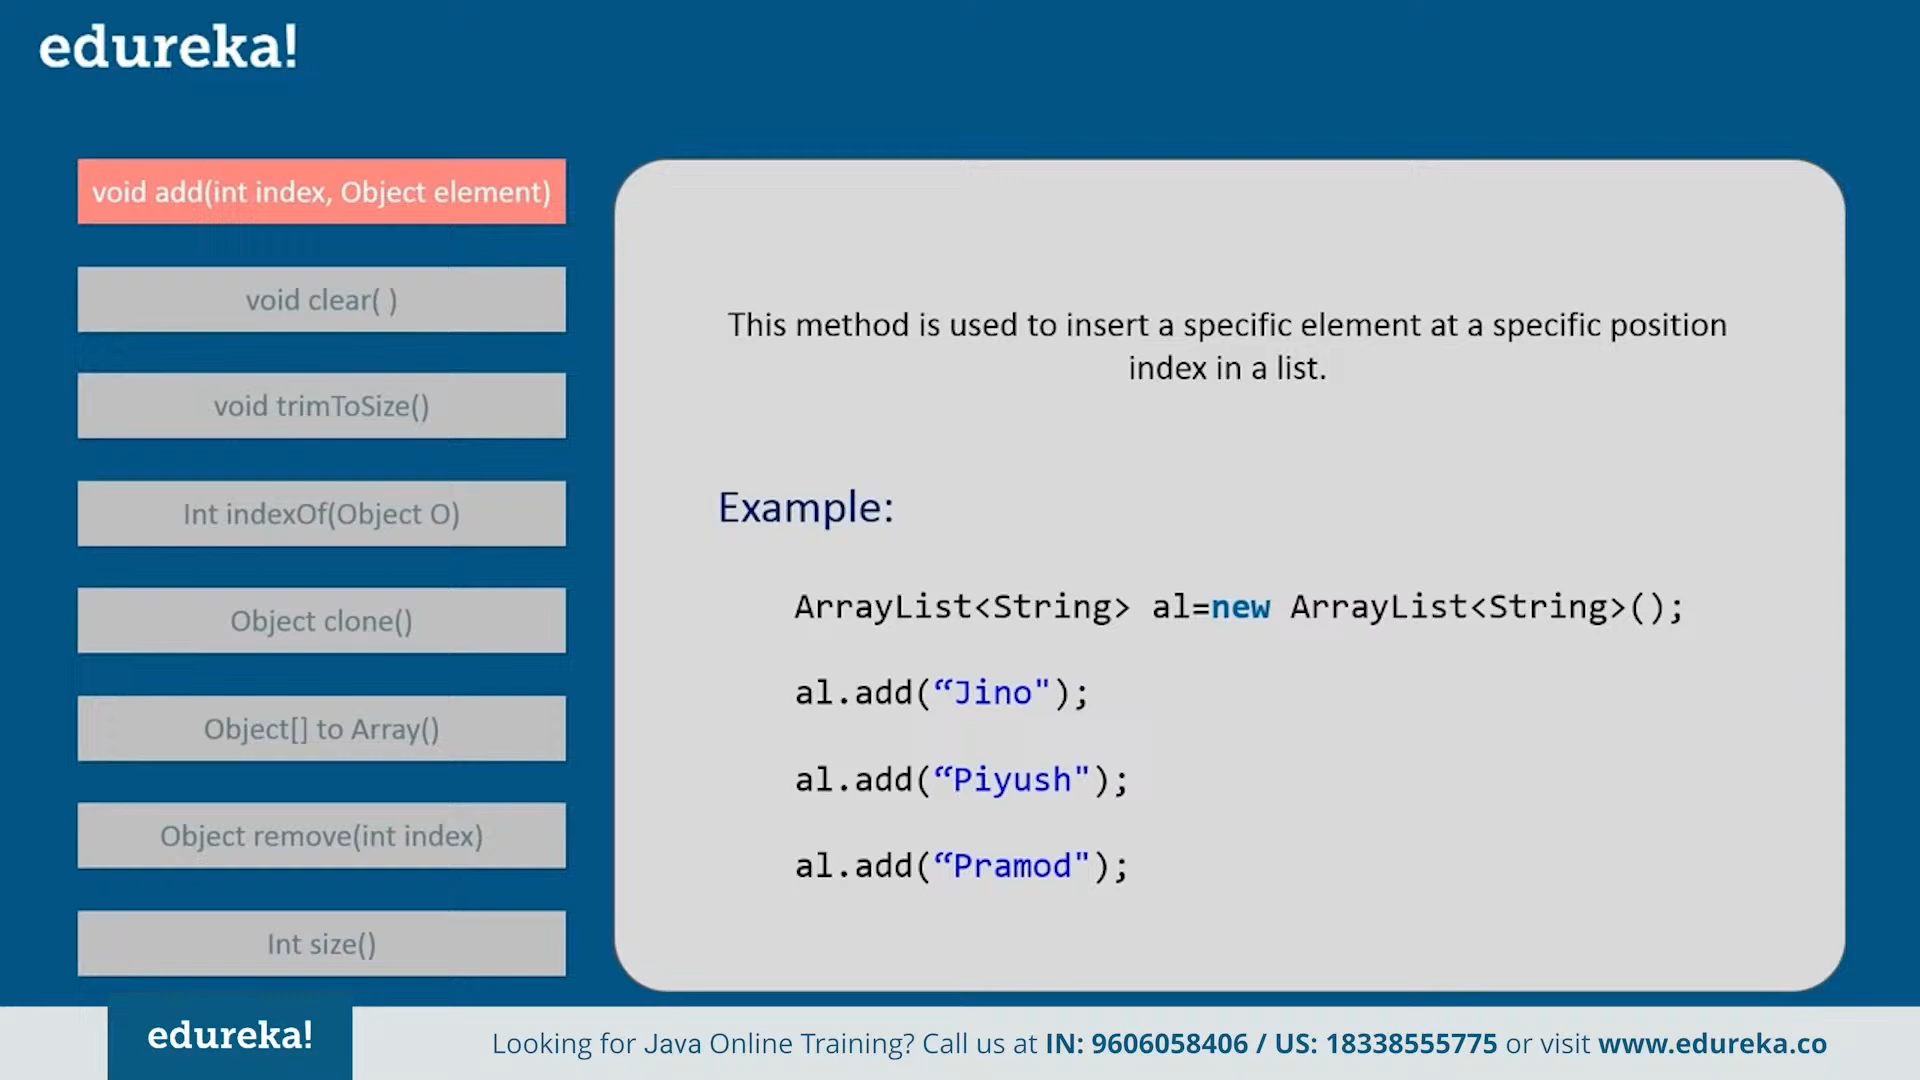 edureka!
void add(int index, Object element)
void clear( )
void trimToSize()
Int indexOf(Object O)
Object clone()
Object[] to Array()
Object remove(int index)
Int size()
This method is used to insert a specific element at a specific position
index in a list.
Example:
ArrayList<String> al=new ArrayList<String>();
al.add(“Jino");
al.add(“Piyush");
al.add(“Pramod");
edureka!
Looking for Java Online Training? Call us at IN: 9606058406 / US: 18338555775 or visit www.edureka.co